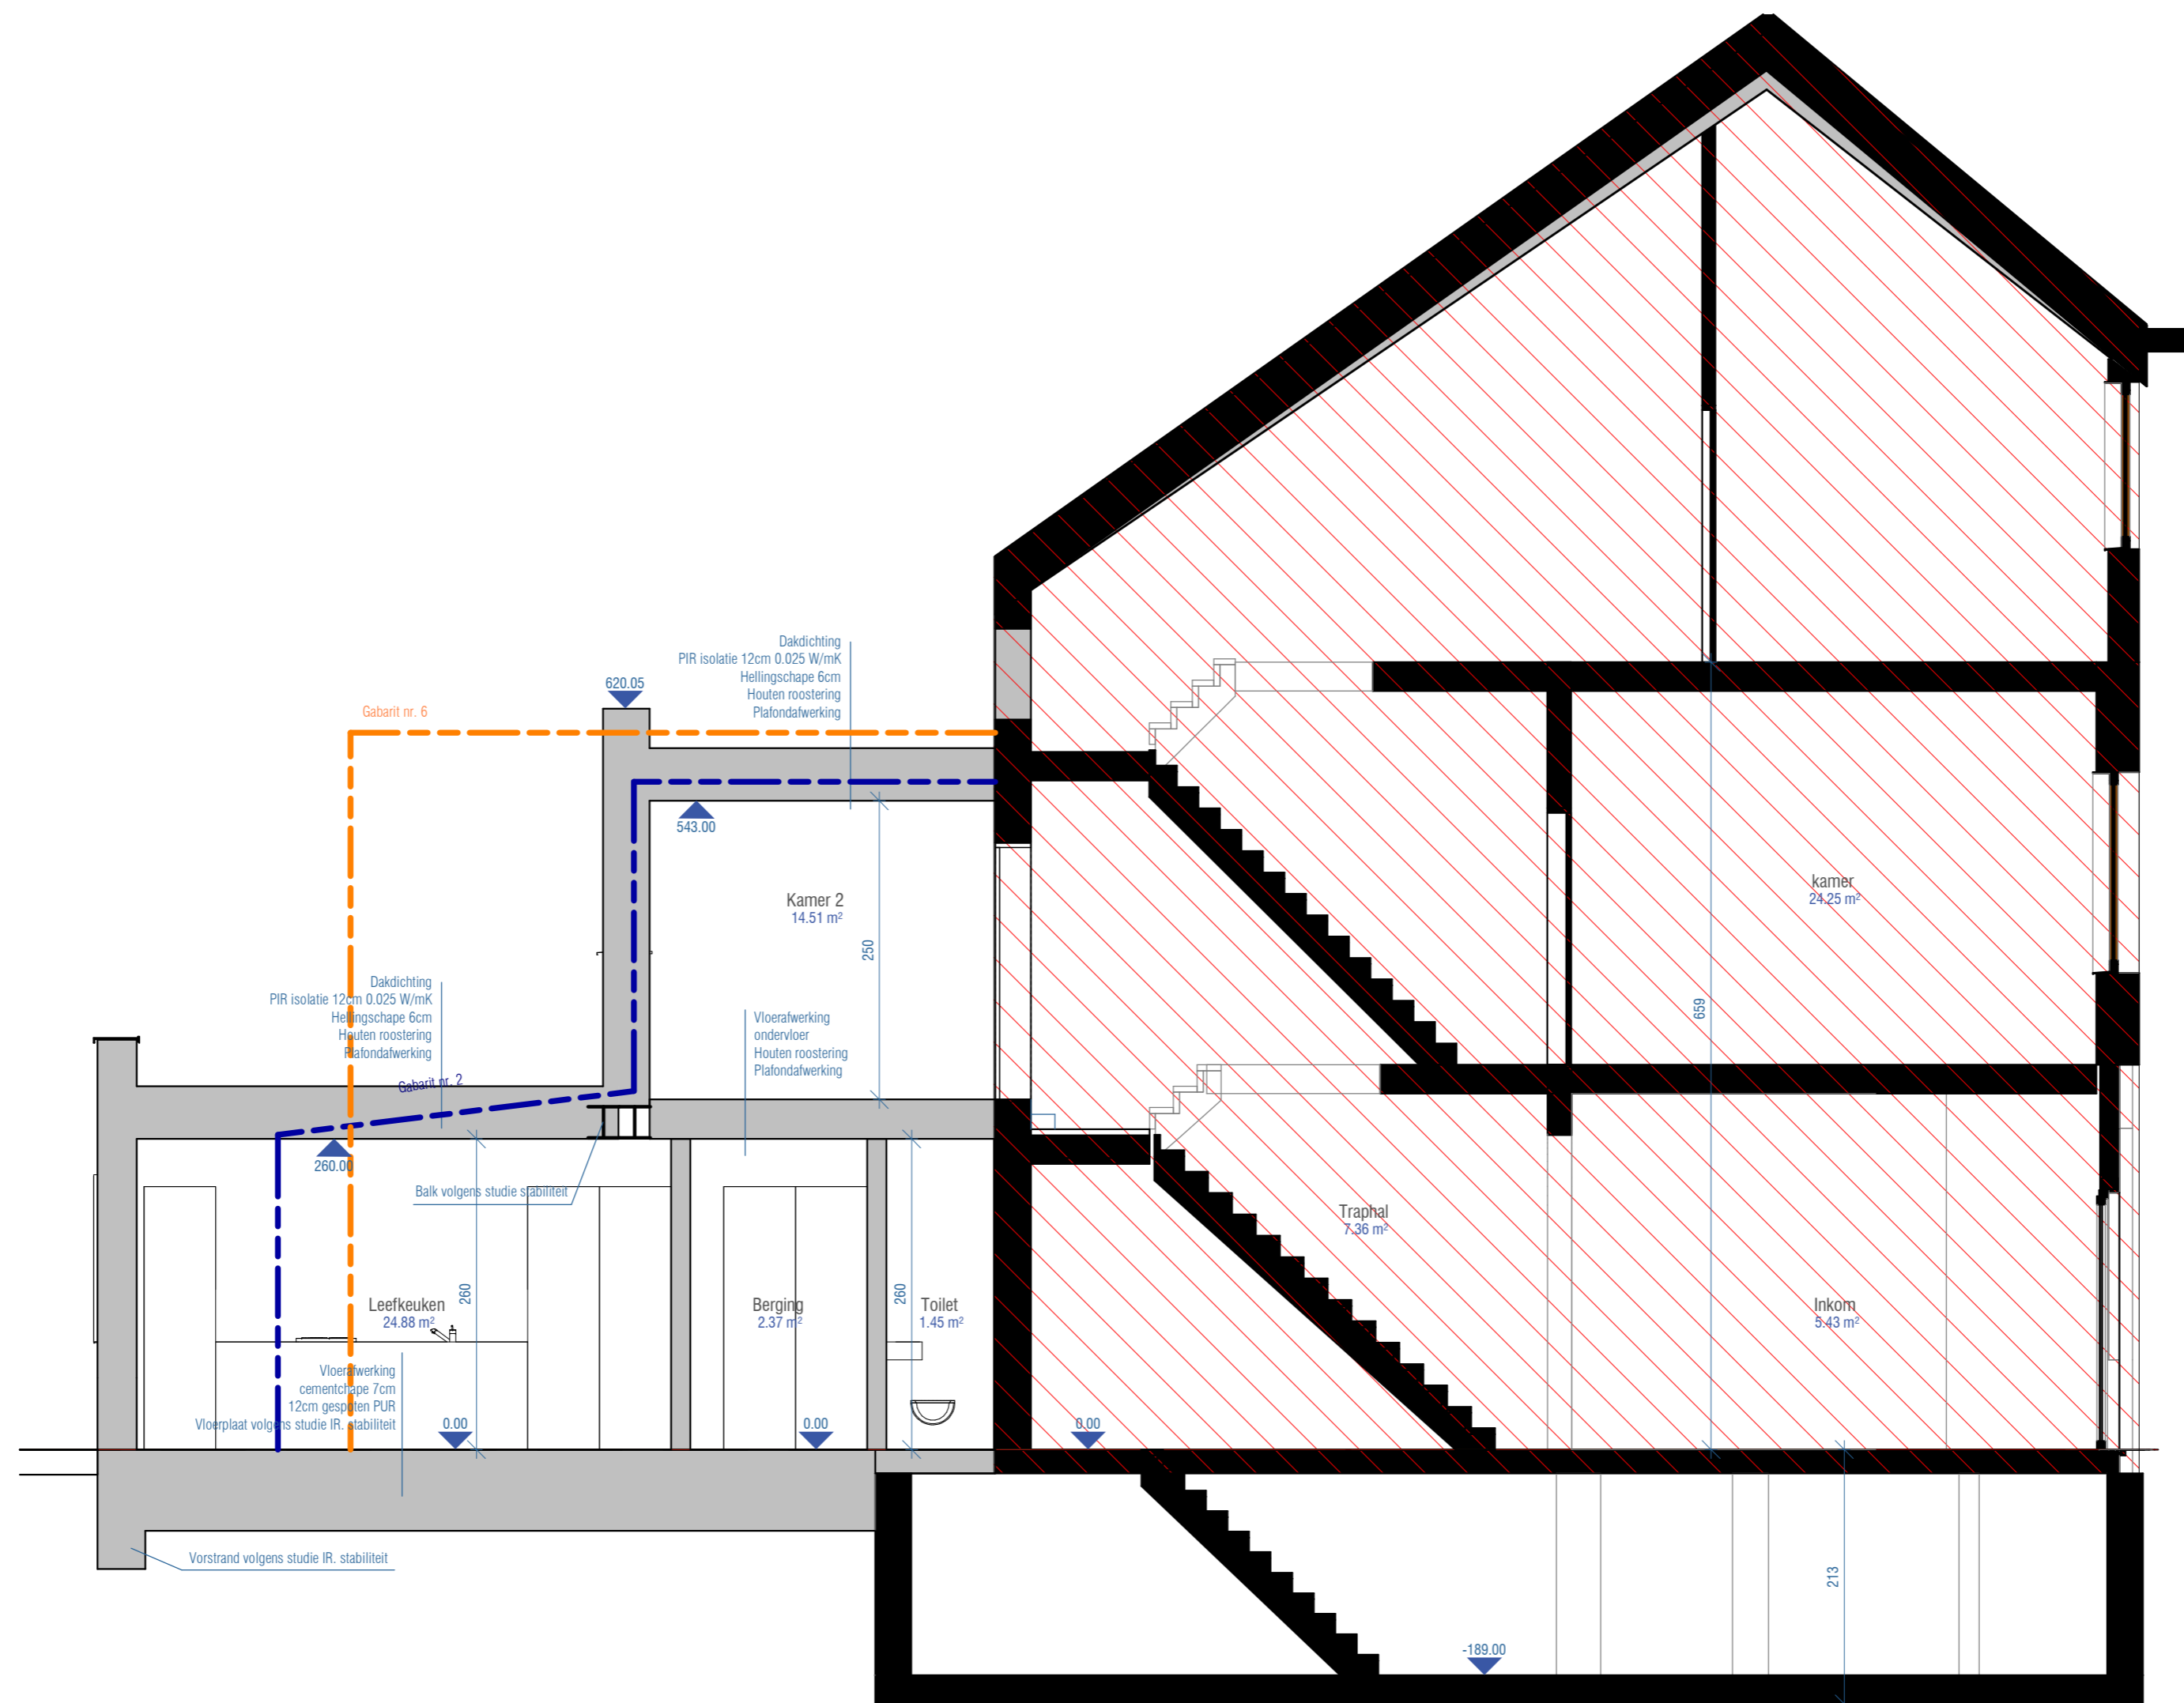 Dakdichting
PIR isolatie 12cm 0.025 W/mK
Hellingschape 6cm
Houten roostering
Plafondafwerking
620.05
Gabarit nr. 6
543.00
Kamer 2
14.51 m²
250
kamer
24.25 m²
Dakdichting
PIR isolatie 12cm 0.025 W/mK
Hellingschape 6cm
Houten roostering
Plafondafwerking
Vloerafwerking
ondervloer
Houten roostering
Plafondafwerking
659
Gabarit nr. 2
260.00
Balk volgens studie stabiliteit
Traphal
7.36 m²
Leefkeuken
24.88 m²
260
Berging
2.37 m²
260
Toilet
1.45 m²
Inkom
5.43 m²
Vloerafwerking
cementchape 7cm
12cm gespoten PUR
Vloerplaat volgens studie IR. stabiliteit
0.00
0.00
0.00
Vorstrand volgens studie IR. stabiliteit
213
-189.00